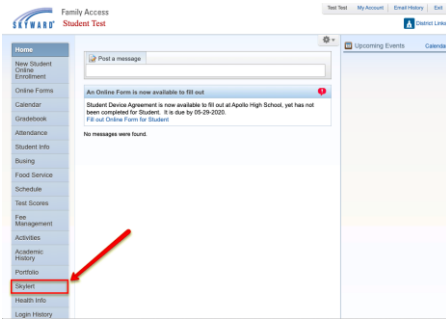 Family Access
Test Test My Account Email History Exit
SKYWARD® Student Test
District Links
Home
Post a message
Upcoming Events Calendar
New Student
Online
Enrollment
Online Forms
An Online Form is now available to fill out
Calendar
Student Device Agreement is now available to fill out at Apollo High School, yet has not
been completed for Student. It is due by 05-29-2020.
Fill out Online Form for Student
Gradebook
Attendance
No messages were found.
Student Info
Busing
Food Service
Schedule
Test Scores
Fee
Management
Activities
Academic
History
Portfolio
Skylert
Health Info
Login History